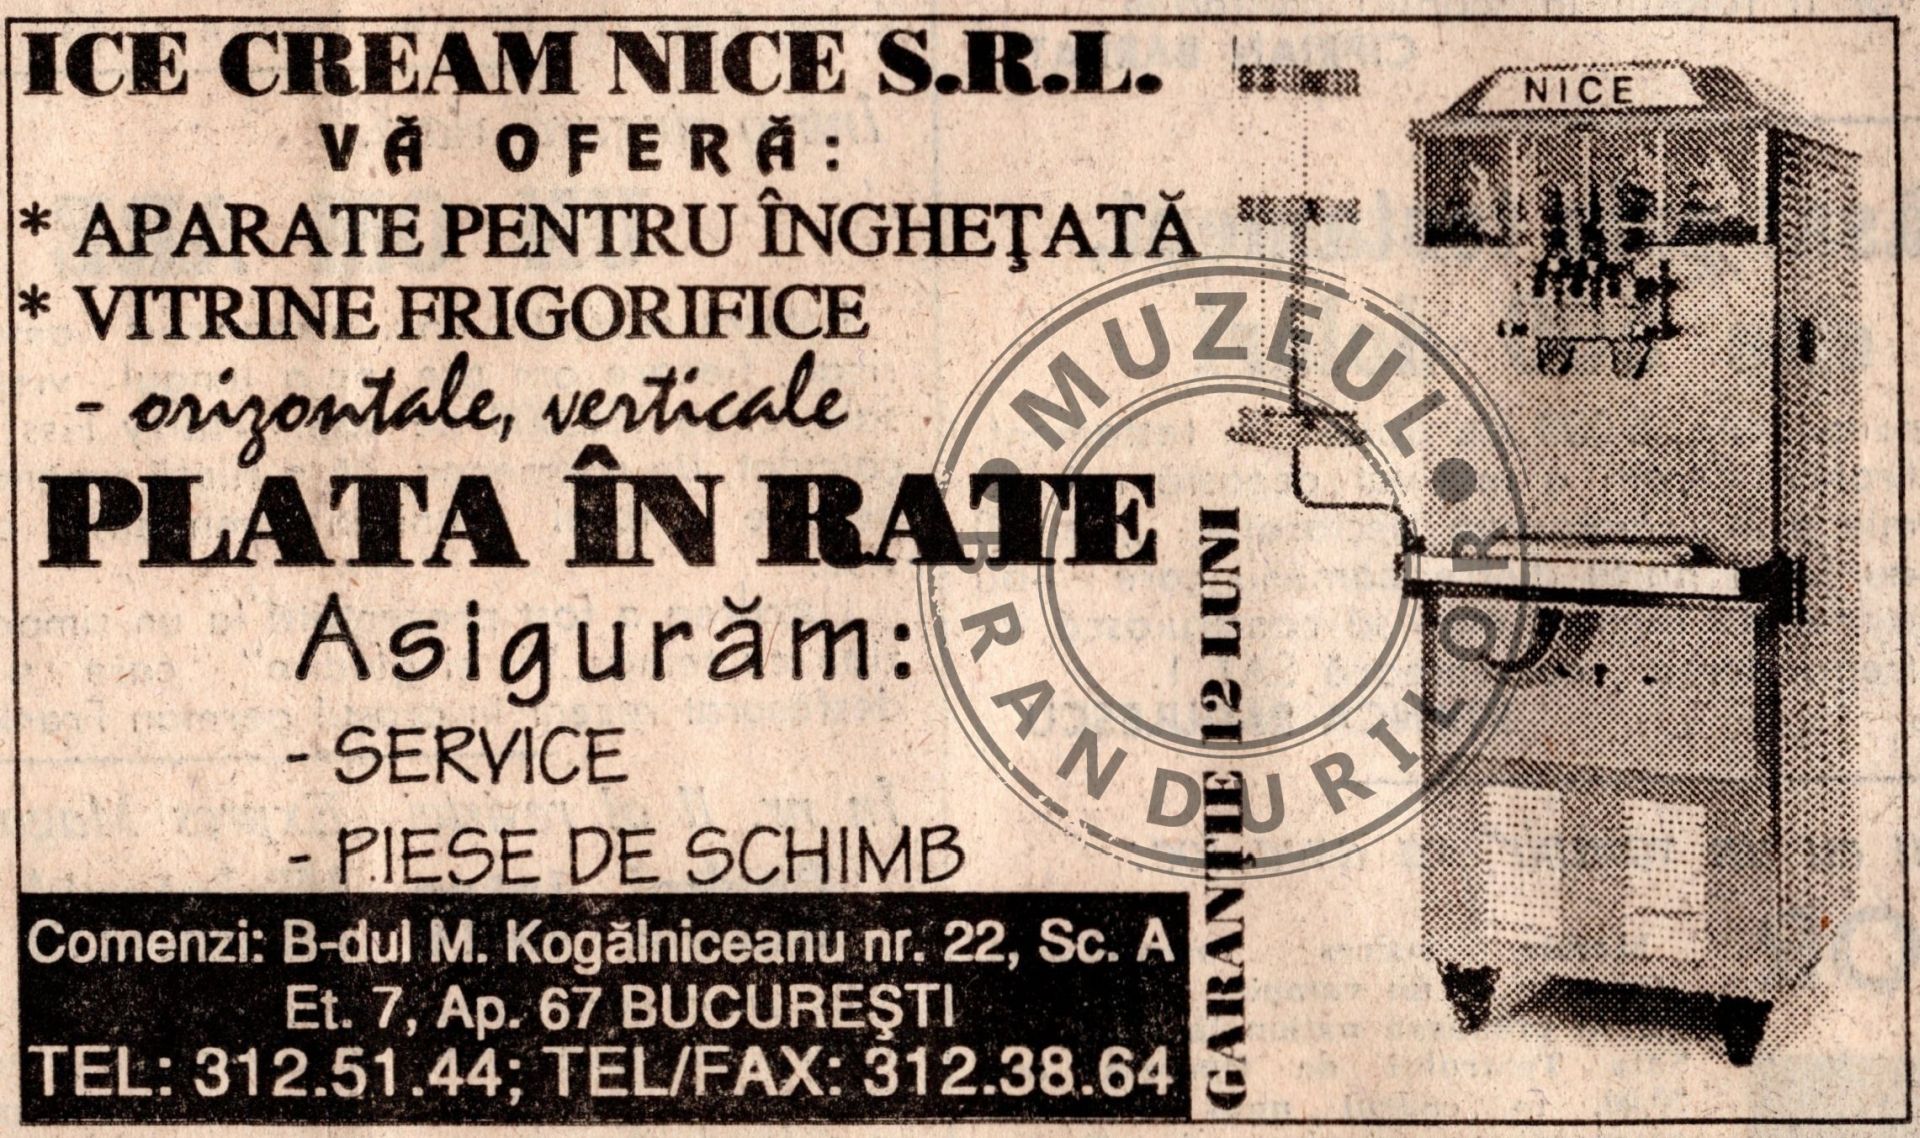 ICE CREAM NICE S.R.L.
VĂ OFERĂ:
* APARATE PENTRU ÎNGHEŢATĂ
* VITRINE FRIGORIFICE
- orizontale, verticale
PLATA ÎN RATE
Asigurăm:
- SERVICE
- PIESE DE SCHIMB
Comenzi: B-dul M. Kogălniceanu nr. 22, Sc. A
Et. 7, Ap. 67 BUCUREŞTI
TEL: 312.51.44; TEL/FAX: 312.38.64
GARANŢIE 12 LUNI
NICE
MUZEUL
BRANDURILOR